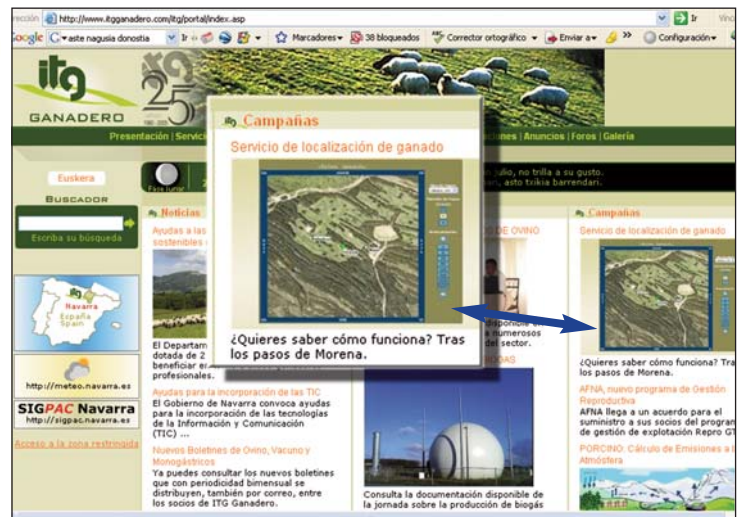 rección http://www.itgganadero.com/itg/portal/index.asp Ir
aste nagusia donostia Ir Marcadores 38 bloqueados Corrector ortográfico Enviar a Configuración
itg
GANADERO
25
Presentación | Servici
ones | Anuncios | Foros | Galería
Euskera
BUSCADOR
Escriba su búsqueda
Navarra
España
Spain
http://meteo.navarra.es
SIGPAC Navarra
http://sigpac.navarra.es
Acceso a la zona restringida
julio, no trilla a su gusto.
asto txikia barrendari.
Noticias
Ayudas a las
sostenibles
El Departam
dotada de 2
beneficiar
profesionales.
Ayudas para la incorporación de las TIC
El Gobierno de Navarra convoca ayudas
para la incorporación de las tecnologías
de la Información y Comunicación
(TIC) ...
Nuevos Boletines de Ovino, Vacuno y
Monogástricos
Ya puedes consultar los nuevos boletines
que con periodicidad bimensual se
distribuyen, también por correo, entre
los socios de ITG Ganadero.
itg Campañas
Servicio de localización de ganado
¿Quieres saber cómo funciona? Tras
los pasos de Morena.
DE OVINO
disponible en
a numerosos
del sector.
Consulta la documentación disponible de
la jornada sobre la producción de biogás
Campañas
Servicio de localización de ganado
¿Quieres saber cómo funciona? Tra
los pasos de Morena.
AFNA, nuevo programa de Gestión
Reproductiva
AFNA llega a un acuerdo para el
suministro a sus socios del program
de gestión de explotación Repro GT
PORCINO: Cálculo de Emisiones a l
Atmósfera